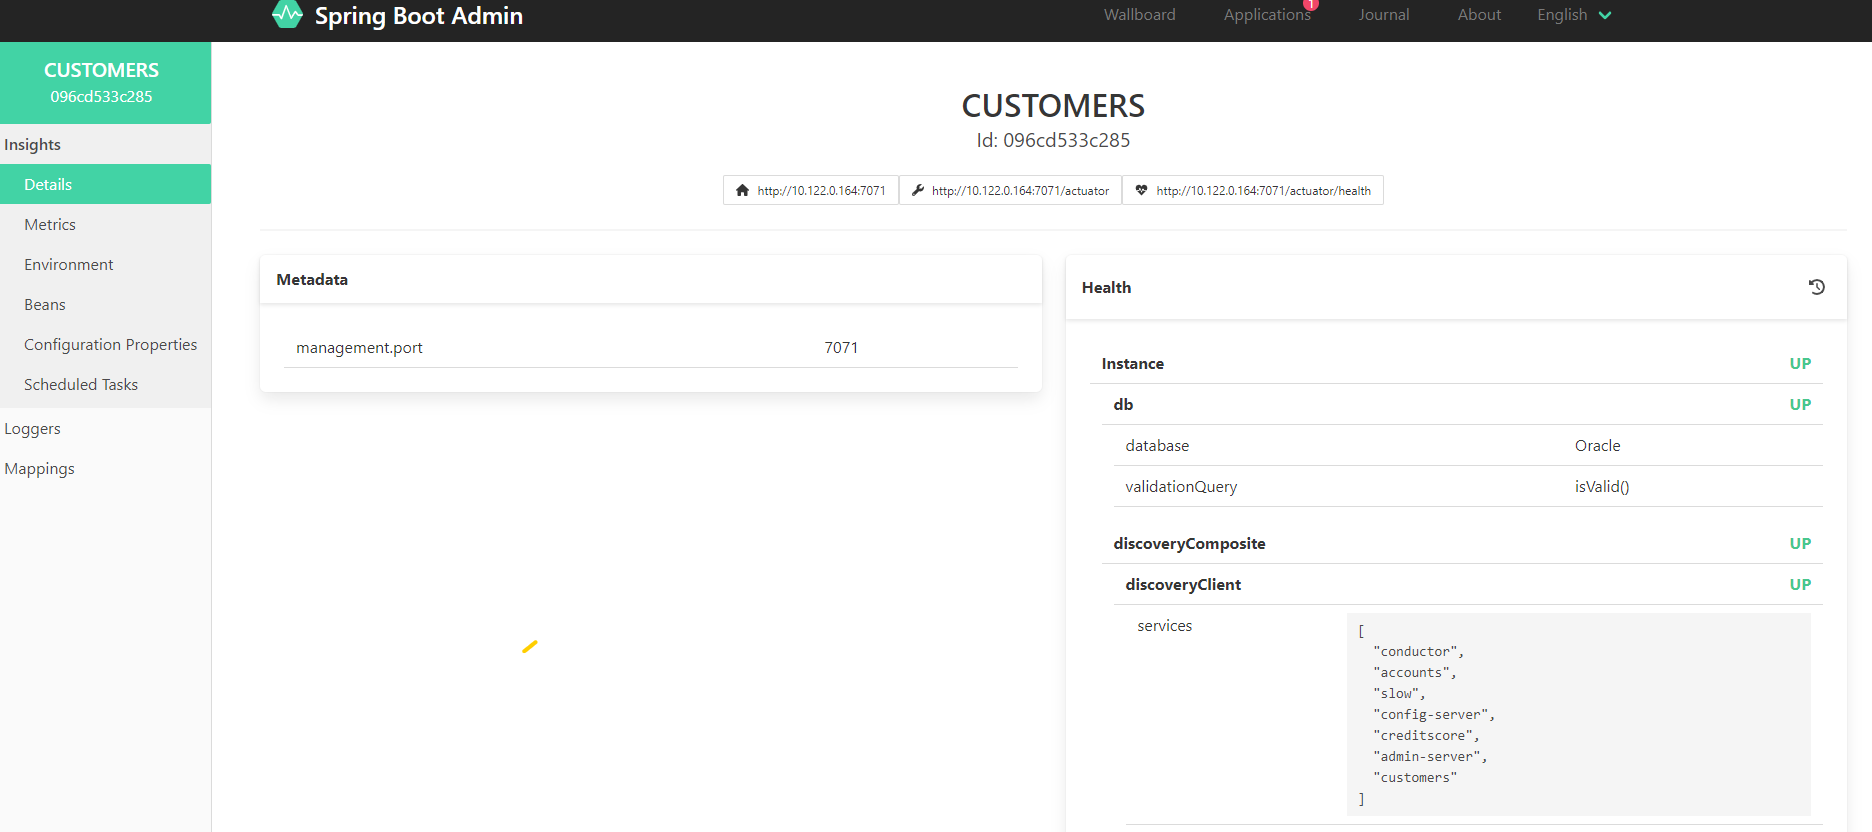 Spring Boot Admin
Wallboard Applications 1 Journal About English
CUSTOMERS
096cd533c285
Insights
Details
Metrics
Environment
Beans
Configuration Properties
Scheduled Tasks
Loggers
Mappings
CUSTOMERS
Id: 096cd533c285
http://10.122.0.164:7071 http://10.122.0.164:7071/actuator http://10.122.0.164:7071/actuator/health
Metadata
management.port 7071
Health
Instance UP
db UP
database Oracle
validationQuery isValid()
discoveryComposite UP
discoveryClient UP
services
[
"conductor",
"accounts",
"slow",
"config-server",
"creditscore",
"admin-server",
"customers"
]